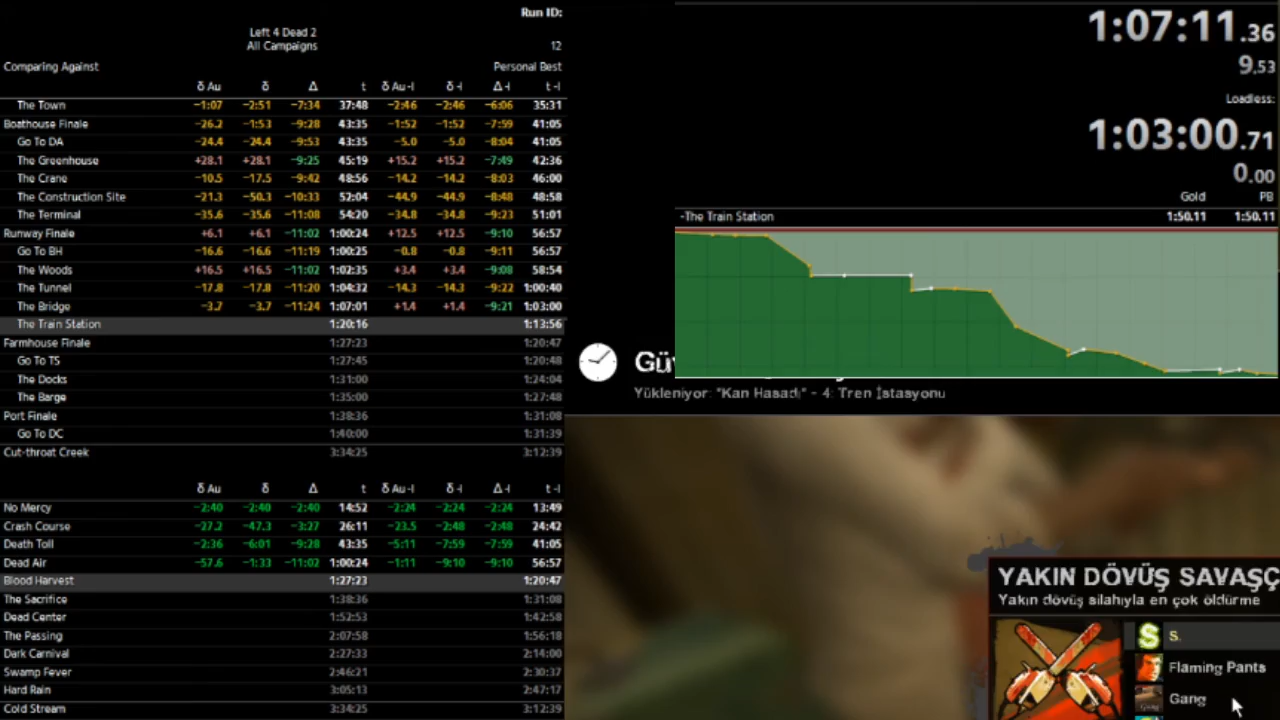 Run ID:
Left 4 Dead 2
All Campaigns
12
Comparing Against Personal Best
δ Au δ Δ t δ Au -I δ -I Δ -I t -I
The Town −1:07 −2:51 −7:34 37:48 −2:46 −2:46 −6:06 35:31
Boathouse Finale −26.2 −1:53 −9:28 43:35 −1:52 −1:52 −7:59 41:05
Go To DA −24.4 −24.4 −9:53 43:35 −5.0 −5.0 −8:04 41:05
The Greenhouse +28.1 +28.1 −9:25 45:19 +15.2 +15.2 −7:49 42:36
The Crane −10.5 −17.5 −9:42 48:56 −14.2 −14.2 −8:03 46:00
The Construction Site −21.3 −50.3 −10:33 52:04 −44.9 −44.9 −8:48 48:58
The Terminal −35.6 −35.6 −11:08 54:20 −34.8 −34.8 −9:23 51:01
Runway Finale +6.1 +6.1 −11:02 1:00:24 +12.5 +12.5 −9:10 56:57
Go To BH −16.6 −16.6 −11:19 1:00:25 −0.8 −0.8 −9:11 56:57
The Woods +16.5 +16.5 −11:02 1:02:35 +3.4 +3.4 −9:08 58:54
The Tunnel −17.8 −17.8 −11:20 1:04:32 −14.3 −14.3 −9:22 1:00:40
The Bridge −3.7 −3.7 −11:24 1:07:01 +1.4 +1.4 −9:21 1:03:00
The Train Station 1:20:16 1:13:56
Farmhouse Finale 1:27:23 1:20:47
Go To TS 1:27:45 1:20:48
The Docks 1:31:00 1:24:04
The Barge 1:35:00 1:27:48
Port Finale 1:38:36 1:31:08
Go To DC 1:40:00 1:31:39
Cut-throat Creek 3:34:25 3:12:39
δ Au δ Δ t δ Au -I δ -I Δ -I t -I
No Mercy −2:40 −2:40 −2:40 14:52 −2:24 −2:24 −2:24 13:49
Crash Course −27.2 −47.3 −3:27 26:11 −23.5 −2:48 −2:48 24:42
Death Toll −2:36 −6:01 −9:28 43:35 −5:11 −7:59 −7:59 41:05
Dead Air −57.6 −1:33 −11:02 1:00:24 −1:11 −9:10 −9:10 56:57
Blood Harvest 1:27:23 1:20:47
The Sacrifice 1:38:36 1:31:08
Dead Center 1:52:53 1:42:58
The Passing 2:07:58 1:56:18
Dark Carnival 2:27:33 2:14:00
Swamp Fever 2:46:21 2:30:37
Hard Rain 3:05:13 2:47:17
Cold Stream 3:34:25 3:12:39
1:07:11.36
9.53
Loadless:
1:03:00.71
0.00
Gold PB
-The Train Station 1:50.11 1:50.11
Yükleniyor: "Kan Hasadı" - 4: Tren İstasyonu
YAKIN DÖVÜŞ SAVAŞÇ
Yakın dövüş silahıyla en çok öldürme
S.
Flaming Pants
Gang